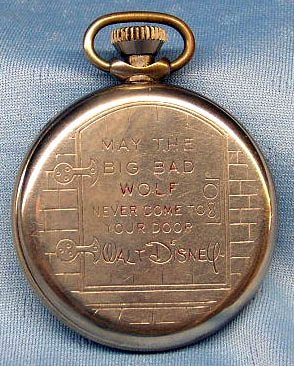 MAY THE
BIG BAD
WOLF
NEVER COME TO
YOUR DOOR
WALT DISNEY